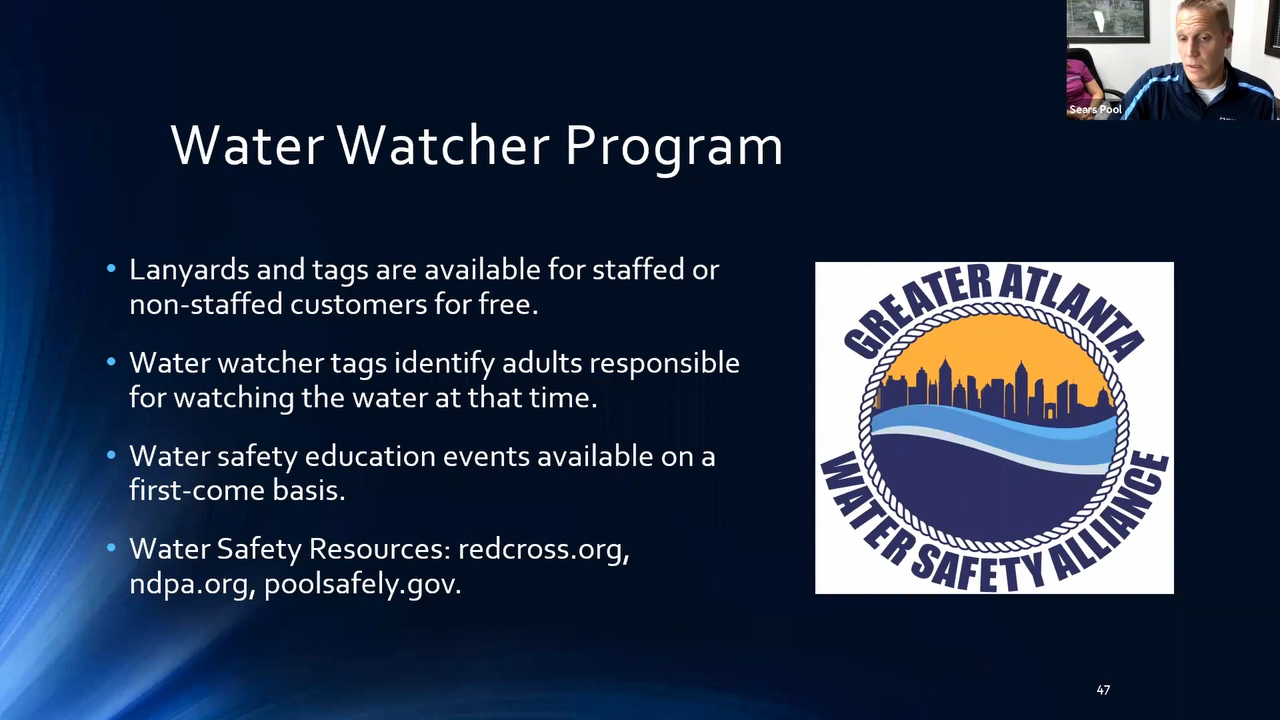 Sears Pool
Water Watcher Program
• Lanyards and tags are available for staffed or
non-staffed customers for free.
• Water watcher tags identify adults responsible
for watching the water at that time.
• Water safety education events available on a
first-come basis.
• Water Safety Resources: redcross.org,
ndpa.org, poolsafely.gov.
GREATER ATLANTA
WATER SAFETY ALLIANCE
47